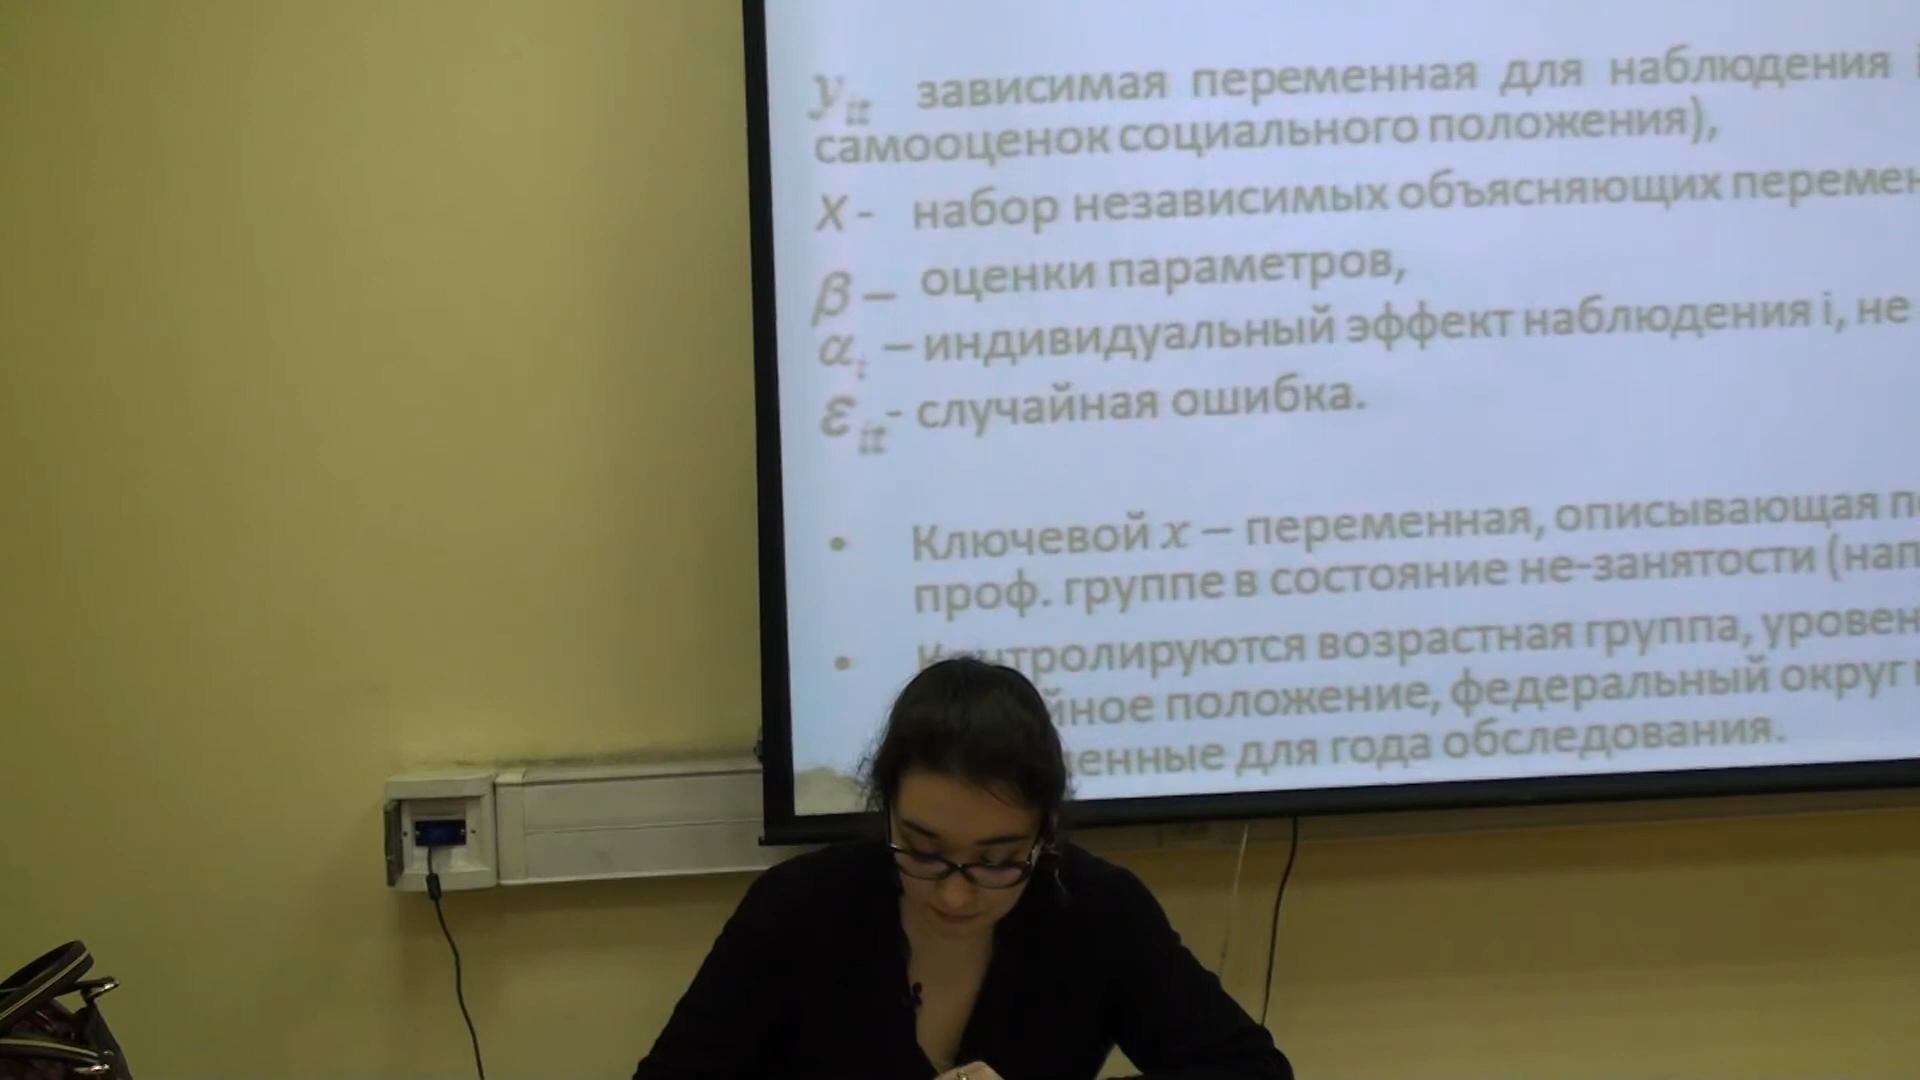 y_it зависимая переменная для наблюдения i
самооценок социального положения),
X - набор независимых объясняющих перемен
β – оценки параметров,
α_i – индивидуальный эффект наблюдения i, не
ε_it - случайная ошибка.
• Ключевой x – переменная, описывающая п
проф. группе в состояние не-занятости (нап
• тролируются возрастная группа, уровен
йное положение, федеральный округ
енные для года обследования.